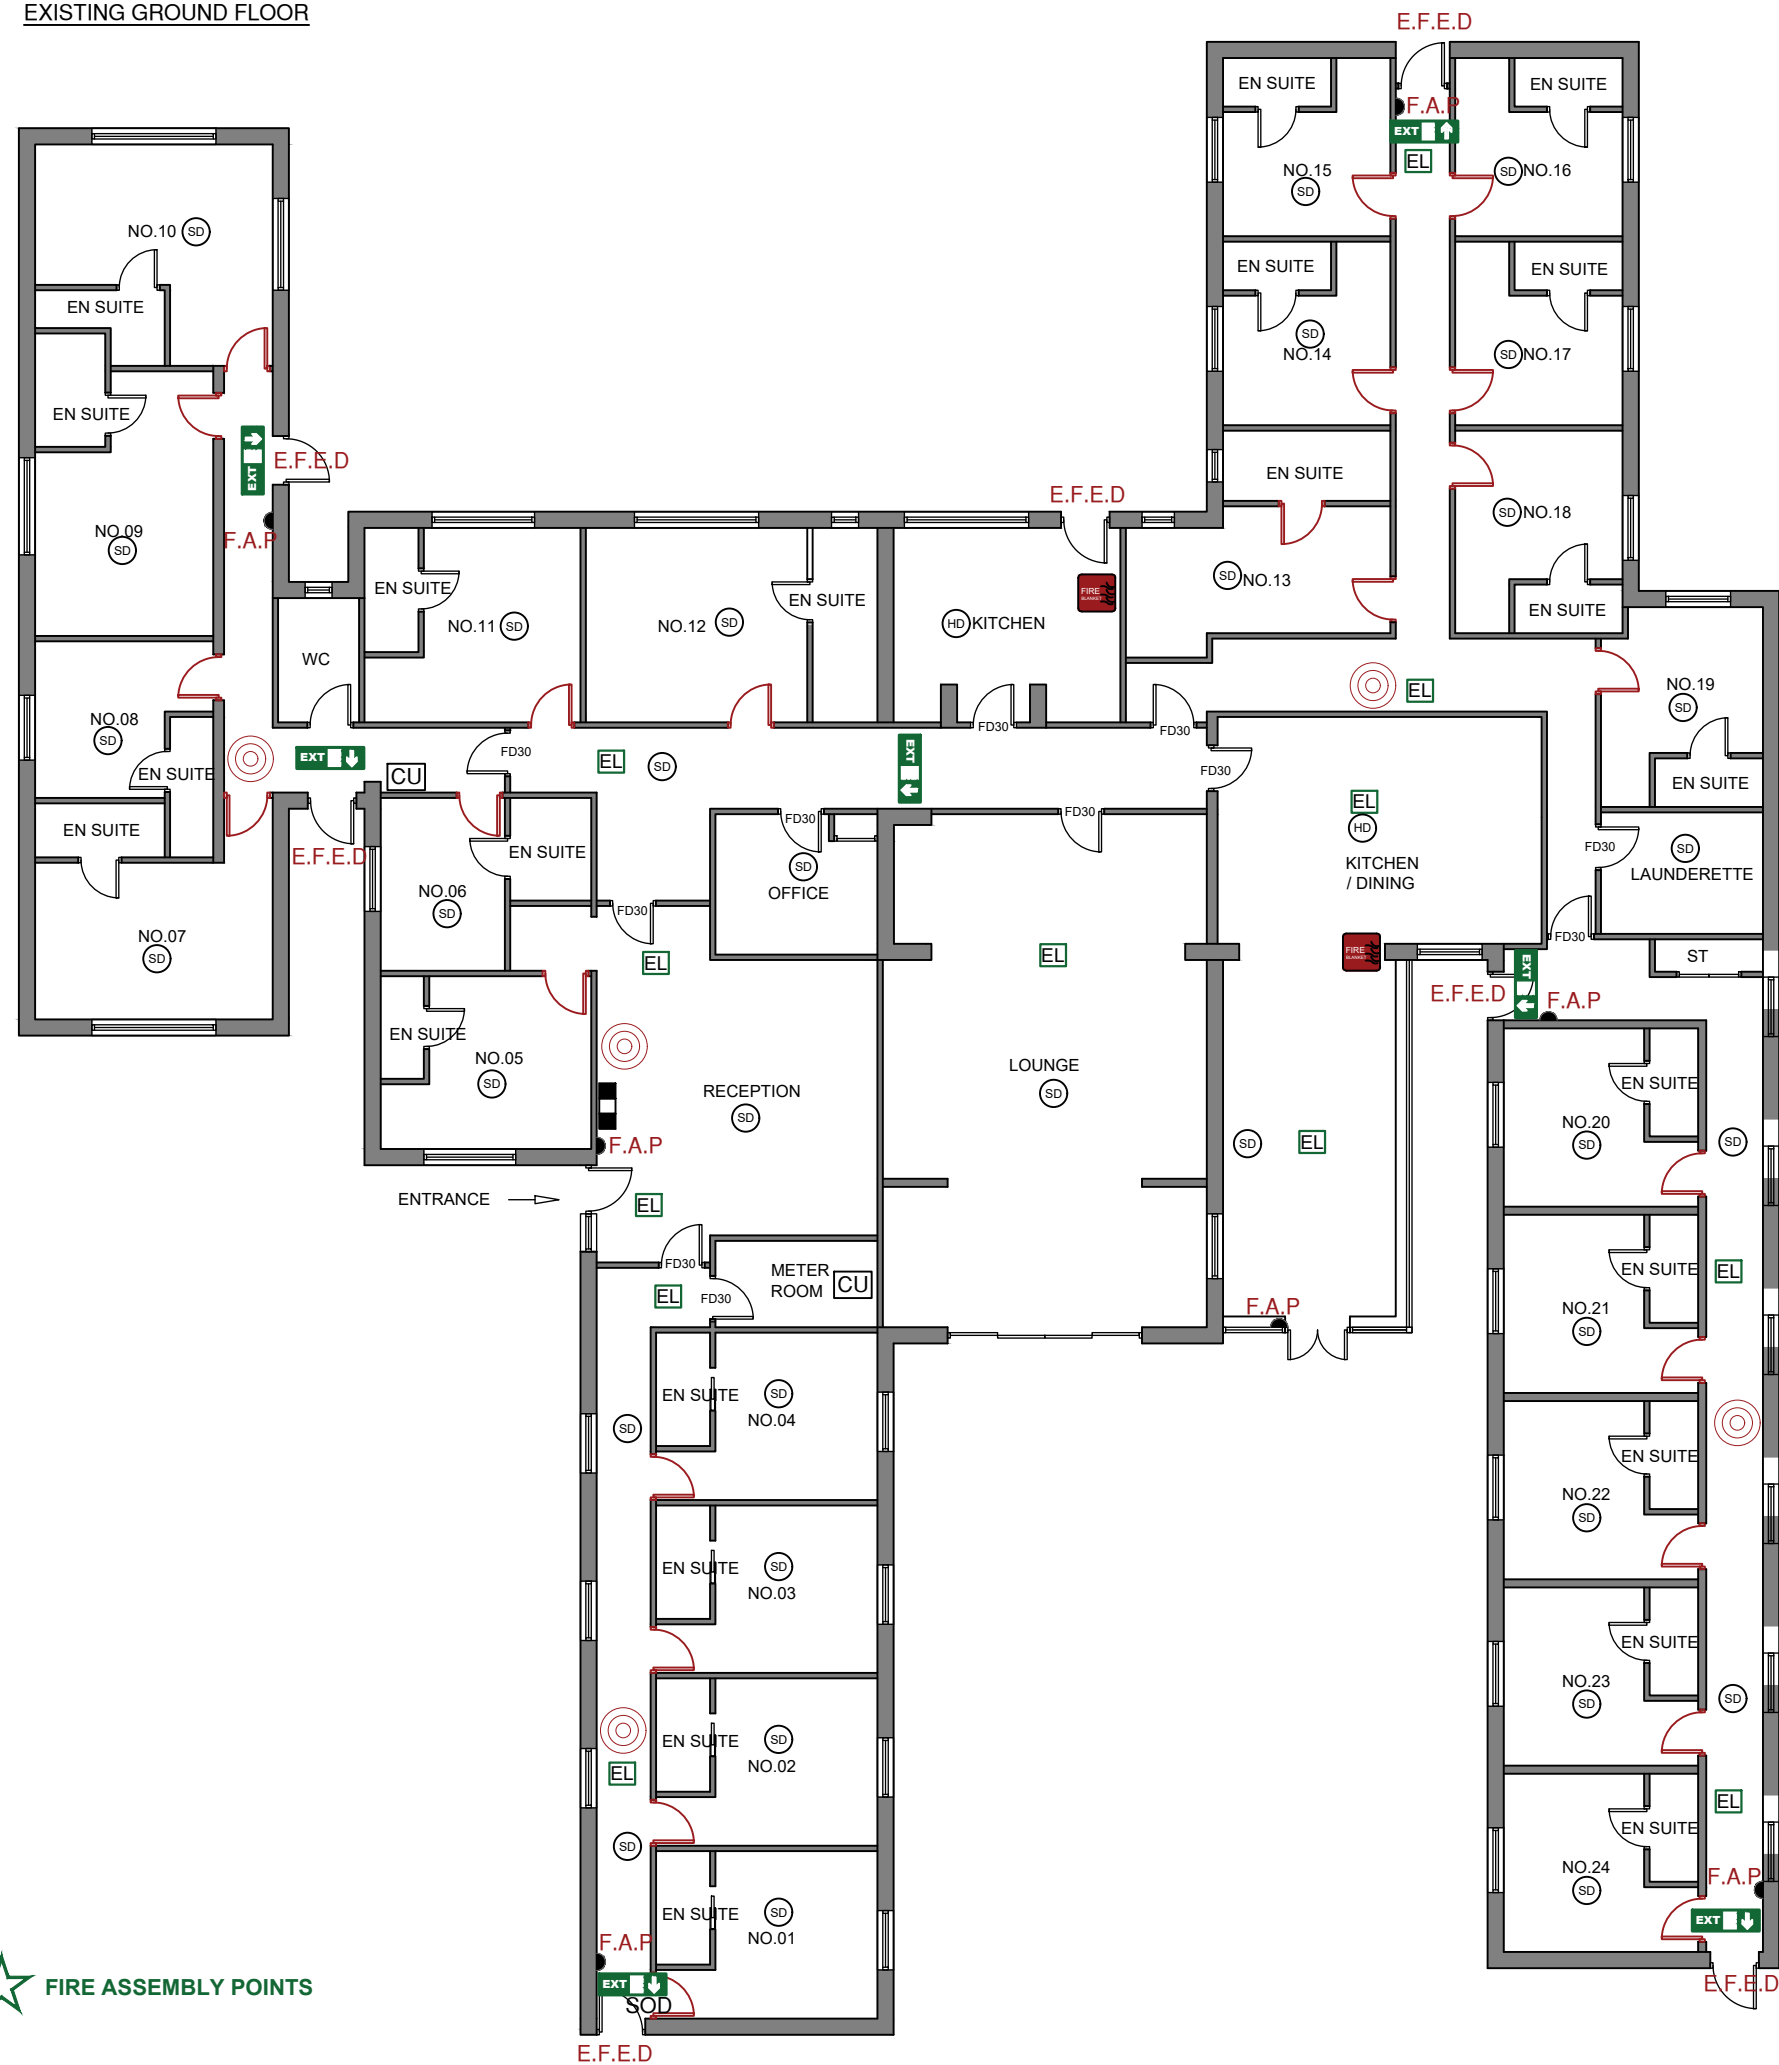 EXISTING GROUND FLOOR
E.F.E.D
EN SUITE
EN SUITE
F.A.P
EXT
EL
NO.15
SD
SD
NO.16
NO.10
SD
EN SUITE
EN SUITE
EN SUITE
SD
NO.14
SD
NO.17
EN SUITE
EXT
E.F.E.D
EN SUITE
E.F.E.D
SD
NO.18
F.A.P
NO.09
SD
EN SUITE
EN SUITE
FIRE
BLANKET
SD
NO.13
EN SUITE
NO.11
SD
NO.12
SD
HD
KITCHEN
WC
EL
NO.19
SD
NO.08
SD
EXT
FD30
EL
SD
EXT
FD30
FD30
FD30
EN SUITE
CU
EN SUITE
EN SUITE
FD30
FD30
EL
HD
KITCHEN
/ DINING
FD30
SD
LAUNDERETTE
E.F.E.D
EN SUITE
SD
OFFICE
NO.06
SD
FD30
NO.07
SD
EL
EL
FIRE
BLANKET
FD30
ST
EXT
E.F.E.D
F.A.P
EN SUITE
NO.05
SD
LOUNGE
SD
RECEPTION
SD
EN SUITE
NO.20
SD
SD
F.A.P
SD
EL
ENTRANCE
EL
FD30
METER
ROOM
CU
EL
FD30
EN SUITE
EL
F.A.P
NO.21
SD
EN SUITE
SD
NO.04
SD
EN SUITE
NO.22
SD
EN SUITE
SD
NO.03
EN SUITE
NO.23
SD
SD
EN SUITE
SD
NO.02
EL
EL
SD
EN SUITE
NO.24
SD
F.A.P
EXT
EN SUITE
SD
NO.01
F.A.P
EXT
SOD
FIRE ASSEMBLY POINTS
E.F.E.D
E.F.E.D